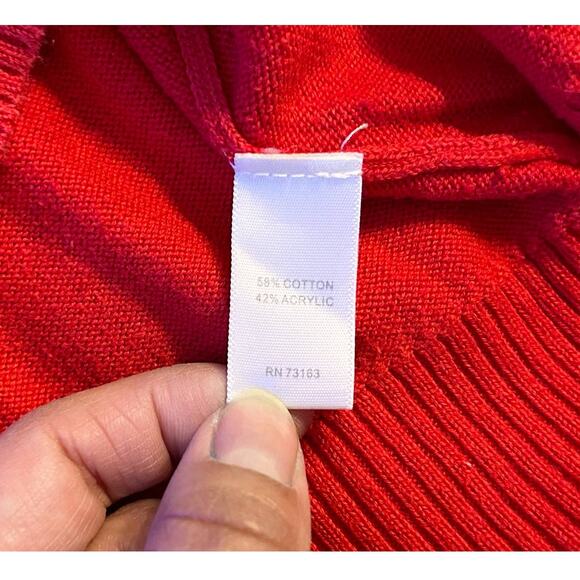 58% COTTON
42% ACRYLIC
RN 73163